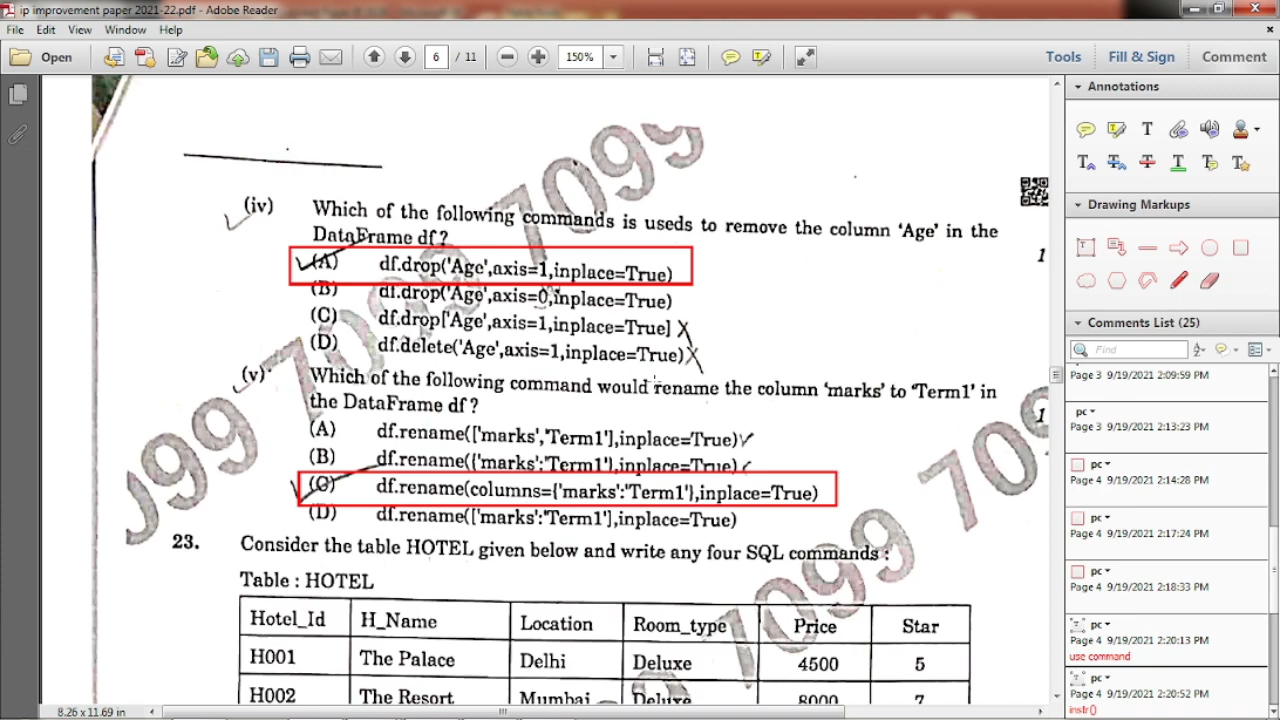 ip improvement paper 2021-22.pdf - Adobe Reader
File Edit View Window Help
Open 6 / 11 150% Tools Fill & Sign Comment
Annotations
7099 7099 7099
(iv) Which of the following commands is useds to remove the column 'Age' in the
DataFrame df ?
1
(A) df.drop('Age',axis=1,inplace=True)
(B) df.drop('Age',axis=0,inplace=True)
(C) df.drop['Age',axis=1,inplace=True]
(D) df.delete('Age',axis=1,inplace=True)
(v) Which of the following command would rename the column 'marks' to 'Term1' in
the DataFrame df ?
1
(A) df.rename(['marks','Term1'],inplace=True)
(B) df.rename({'marks':'Term1'},inplace=True)
(C) df.rename(columns={'marks':'Term1'},inplace=True)
(D) df.rename(['marks':'Term1'],inplace=True)
23. Consider the table HOTEL given below and write any four SQL commands :
Table : HOTEL
Hotel_Id H_Name Location Room_type Price Star
H001 The Palace Delhi Deluxe 4500 5
H002 The Resort Mumbai Deluxe 8000 7
8.26 x 11.69 in
Drawing Markups
Comments List (25)
Find
Page 3 9/19/2021 2:09:59 PM
pc
Page 3 9/19/2021 2:13:23 PM
pc
Page 4 9/19/2021 2:14:28 PM
pc
Page 4 9/19/2021 2:17:24 PM
pc
Page 4 9/19/2021 2:18:33 PM
pc
Page 4 9/19/2021 2:20:13 PM
use command
pc
Page 4 9/19/2021 2:20:52 PM
instr()